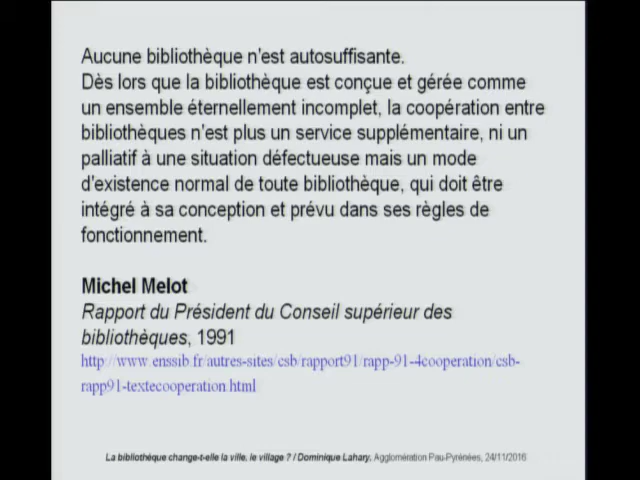 Aucune bibliothèque n'est autosuffisante.
Dès lors que la bibliothèque est conçue et gérée comme
un ensemble éternellement incomplet, la coopération entre
bibliothèques n'est plus un service supplémentaire, ni un
palliatif à une situation défectueuse mais un mode
d'existence normal de toute bibliothèque, qui doit être
intégré à sa conception et prévu dans ses règles de
fonctionnement.
Michel Melot
Rapport du Président du Conseil supérieur des
bibliothèques, 1991
http://www.enssib.fr/autres-sites/csb/rapport91/rapp-91-4cooperation/csb-
rapp91-textecooperation.html
La bibliothèque change-t-elle la ville, le village ? / Dominique Lahary, Agglomération Pau-Pyrénées, 24/11/2016